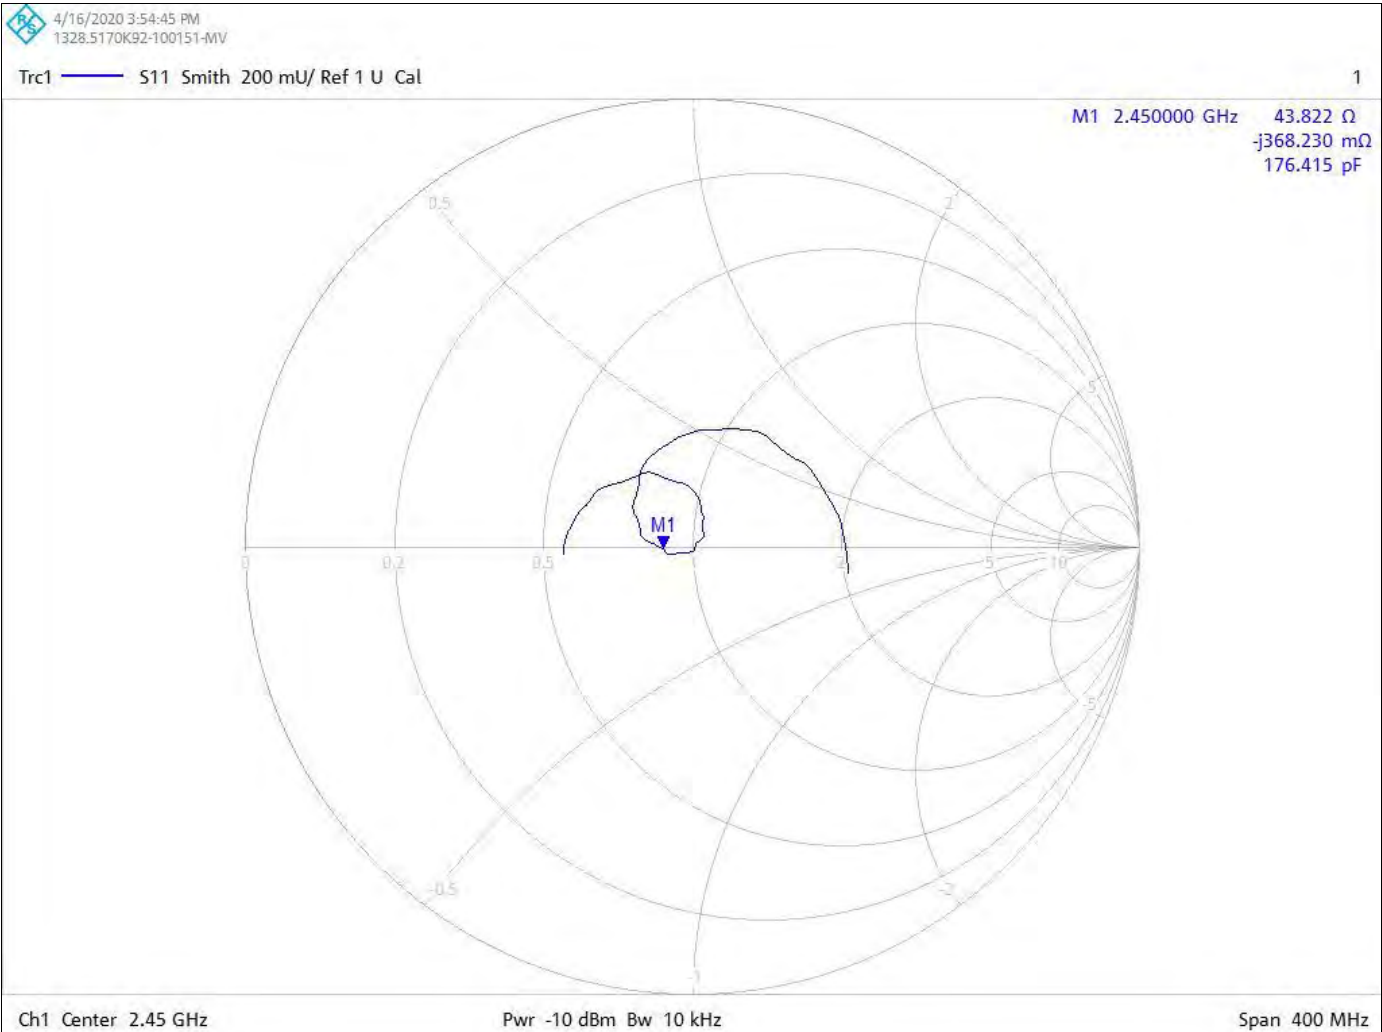 4/16/2020 3:54:45 PM
1328.5170K92-100151-MV
Trc1 S11 Smith 200 mU/ Ref 1 U Cal 1
M1 2.450000 GHz 43.822 Ω
-j368.230 mΩ
176.415 pF
0.5 2
5
M1
0 0.2 0.5 1 2 5 10
-5
-0.5 -2
-1
Ch1 Center 2.45 GHz Pwr -10 dBm Bw 10 kHz Span 400 MHz